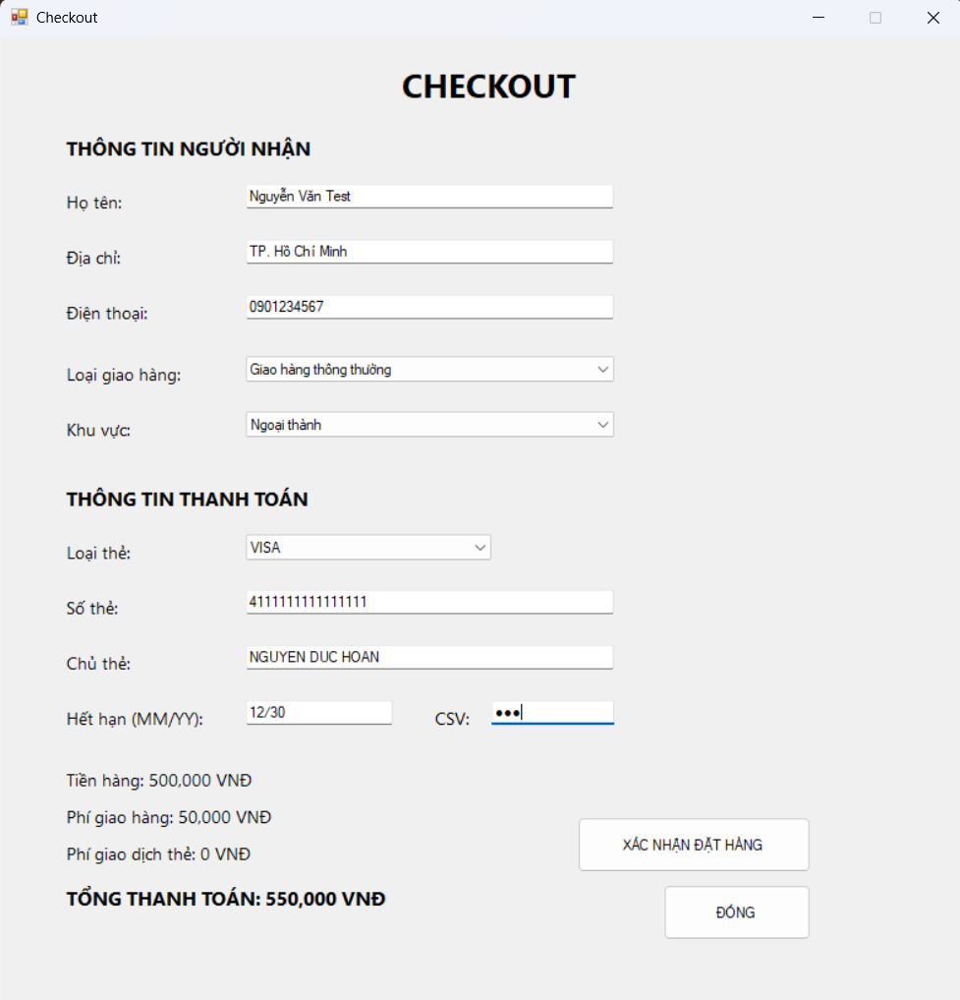 Checkout
CHECKOUT
THÔNG TIN NGƯỜI NHẬN
Họ tên: Nguyễn Văn Test
Địa chỉ: TP. Hồ Chí Minh
Điện thoại: 0901234567
Loại giao hàng: Giao hàng thông thường
Khu vực: Ngoại thành
THÔNG TIN THANH TOÁN
Loại thẻ: VISA
Số thẻ: 4111111111111111
Chủ thẻ: NGUYEN DUC HOAN
Hết hạn (MM/YY): 12/30 CSV: •••
Tiền hàng: 500,000 VNĐ
Phí giao hàng: 50,000 VNĐ
Phí giao dịch thẻ: 0 VNĐ
XÁC NHẬN ĐẶT HÀNG
TỔNG THANH TOÁN: 550,000 VNĐ
ĐÓNG